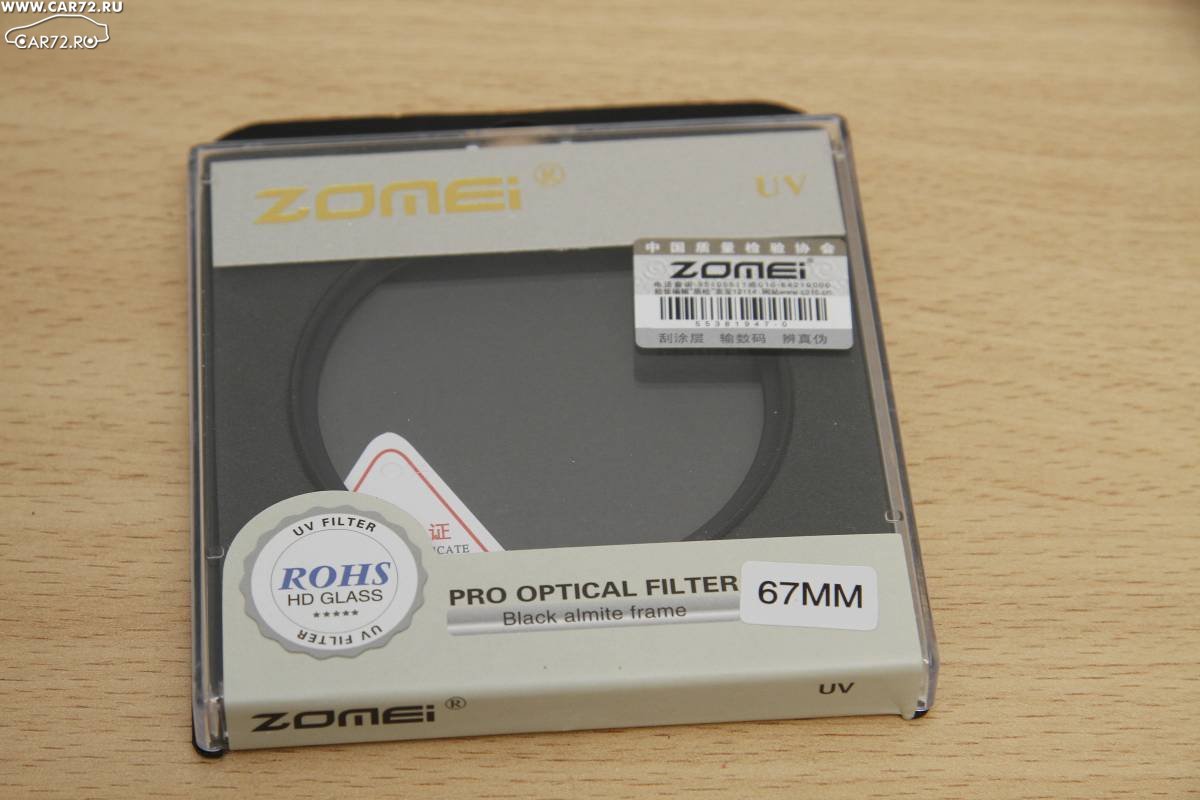 WWW.CAR72.RU
CAR72.RU
ZOMEi®
UV
中国质量检验协会
ZOMEi®
55381947-0
刮涂层 输数码 辨真伪
证
UV FILTER
ROHS
HD GLASS
★★★★★
UV FILTER
PRO OPTICAL FILTER
67MM
Black almite frame
ZOMEi®
UV